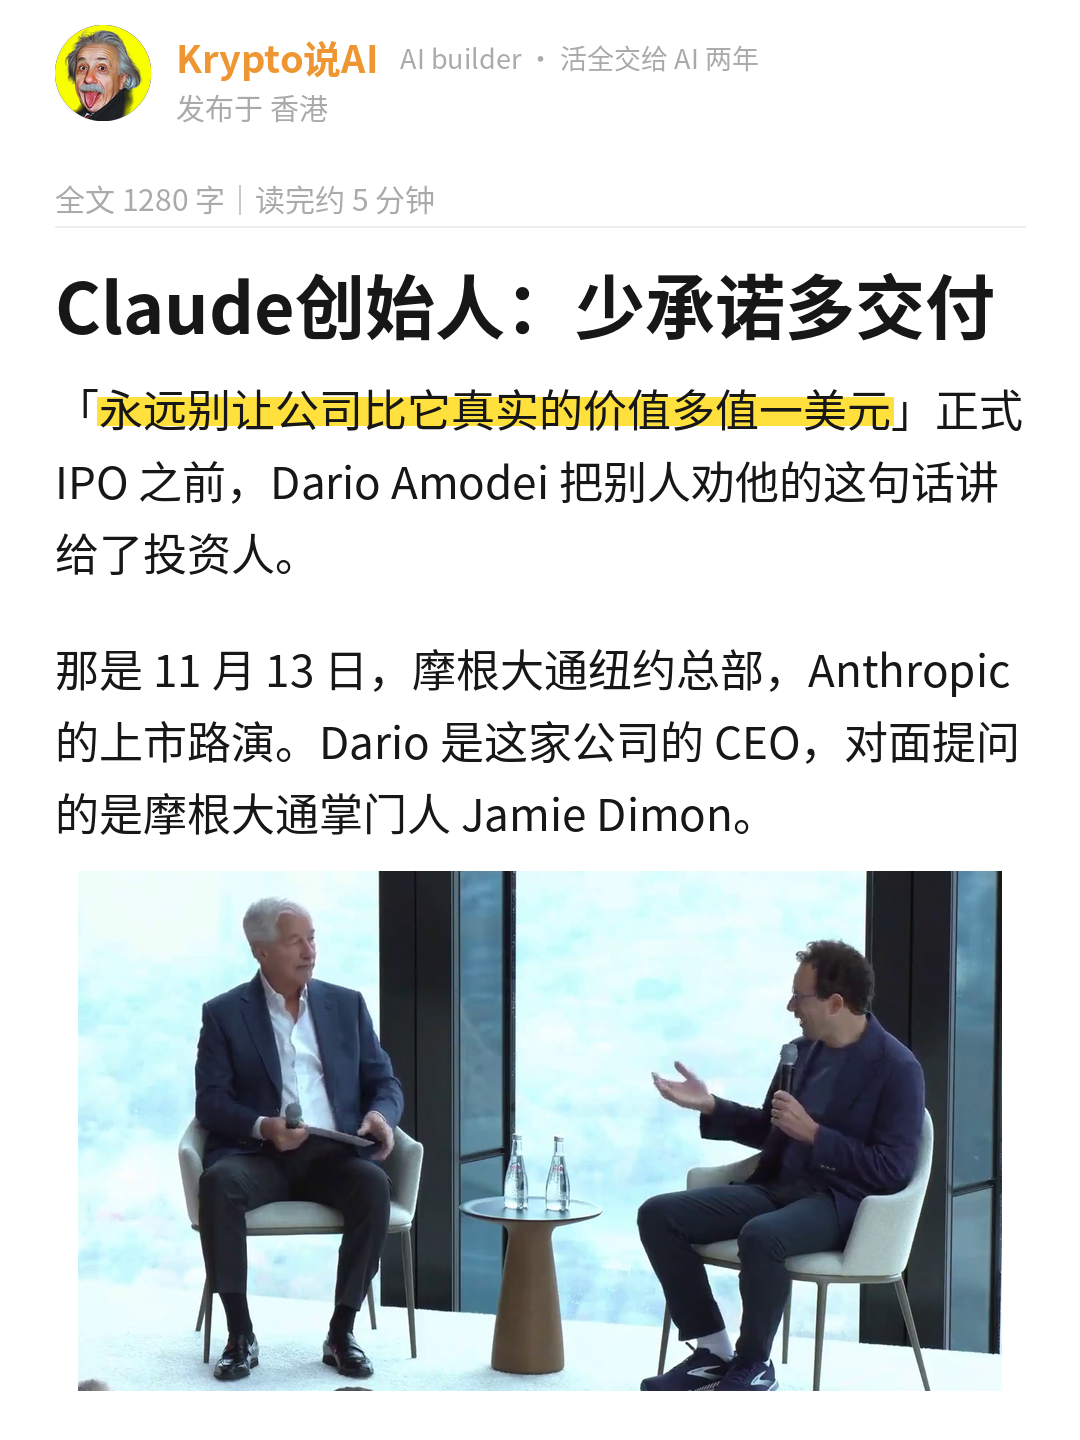 Krypto说AI AI builder · 活全交给 AI 两年
发布于 香港
全文 1280 字｜读完约 5 分钟
Claude创始人：少承诺多交付
「永远别让公司比它真实的价值多值一美元」正式
IPO 之前，Dario Amodei 把别人劝他的这句话讲
给了投资人。
那是 11 月 13 日，摩根大通纽约总部，Anthropic
的上市路演。Dario 是这家公司的 CEO，对面提问
的是摩根大通掌门人 Jamie Dimon。